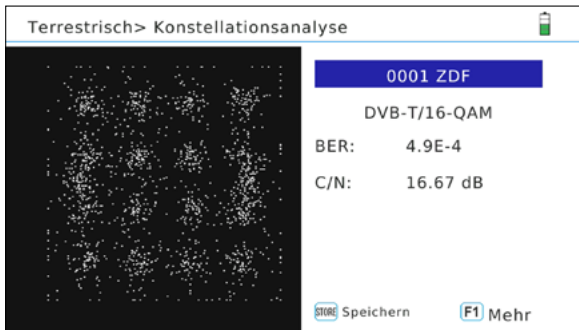 Terrestrisch> Konstellationsanalyse
0001 ZDF
DVB-T/16-QAM
BER: 4.9E-4
C/N: 16.67 dB
STORE Speichern F1 Mehr